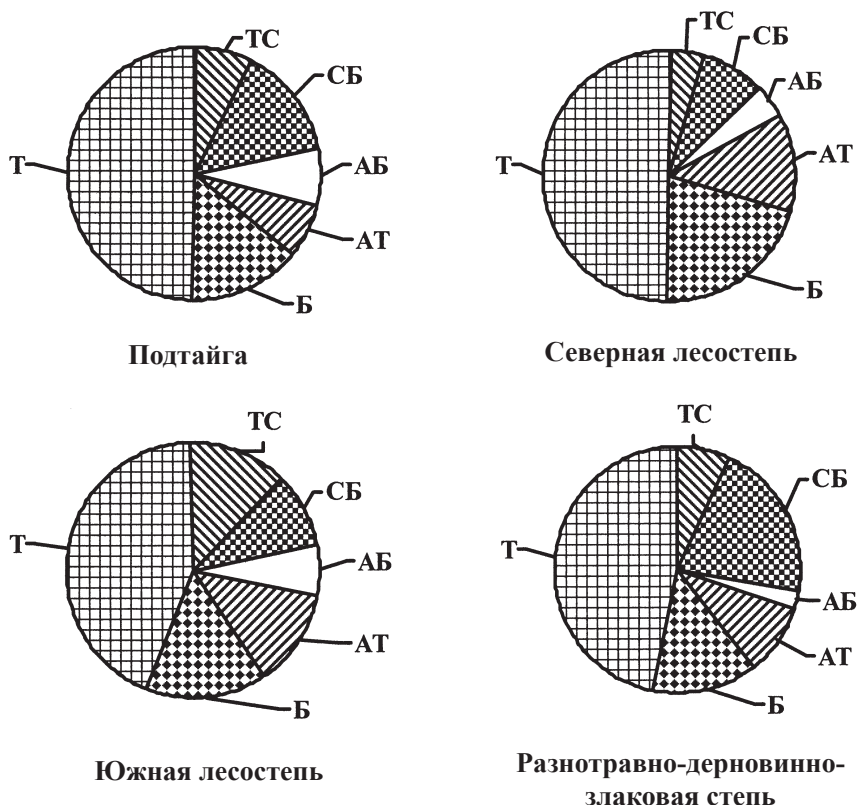 ТС
СБ
АБ
АТ
Б
Т
Подтайга
ТС
СБ
АБ
АТ
Б
Т
Северная лесостепь
ТС
СБ
АБ
АТ
Б
Т
Южная лесостепь
ТС
СБ
АБ
АТ
Б
Т
Разнотравно-дерновинно-
злаковая степь